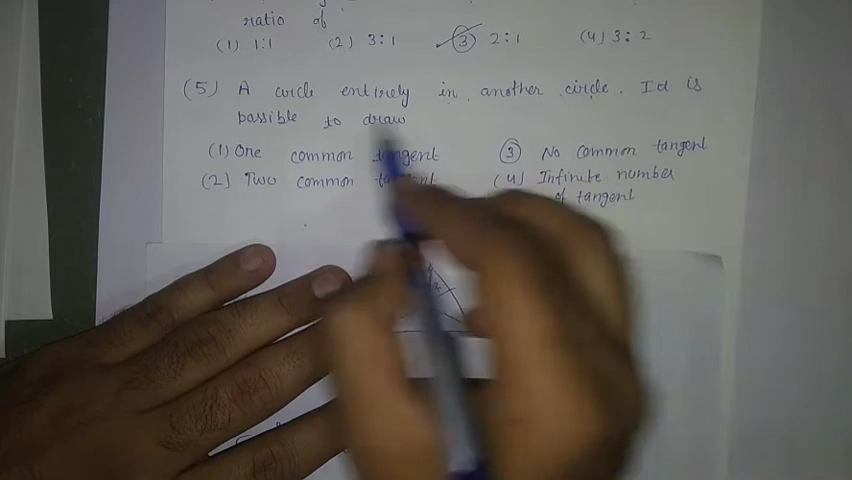 ratio of
(1) 1:1 (2) 3:1 (3) 2:1 (4) 3:2
(5) A circle entirely in another circle. It is
possible to draw
(1) One common tangent (3) No common tangent
(2) Two common tangent (4) Infinite number
of tangent